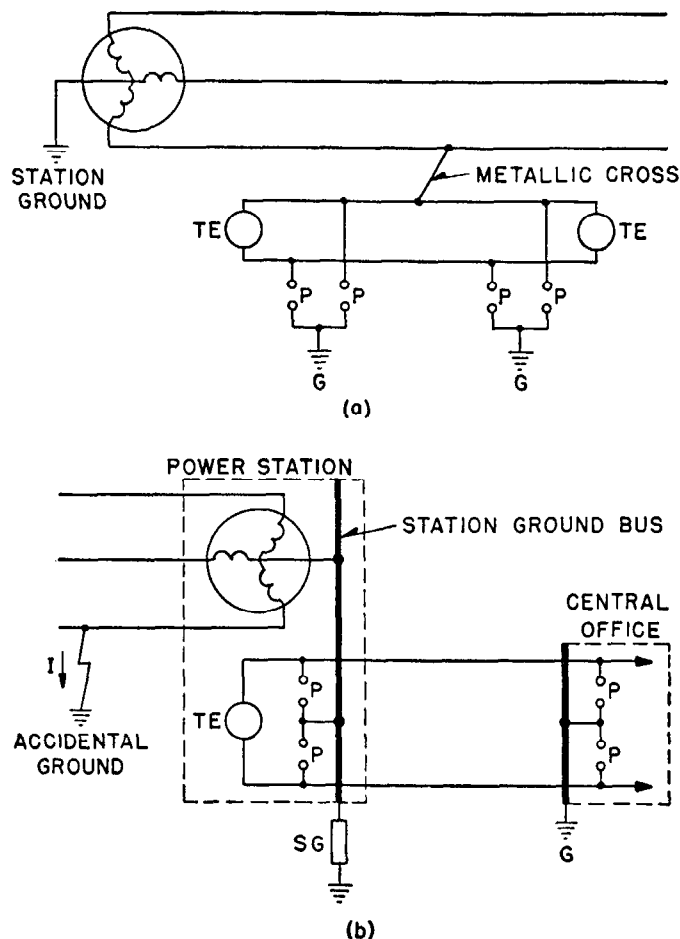 STATION
GROUND
METALLIC CROSS
TE
TE
P
P
P
P
G
G
(a)
POWER STATION
STATION GROUND BUS
CENTRAL
OFFICE
I
P
P
TE
P
P
ACCIDENTAL
GROUND
SG
G
(b)